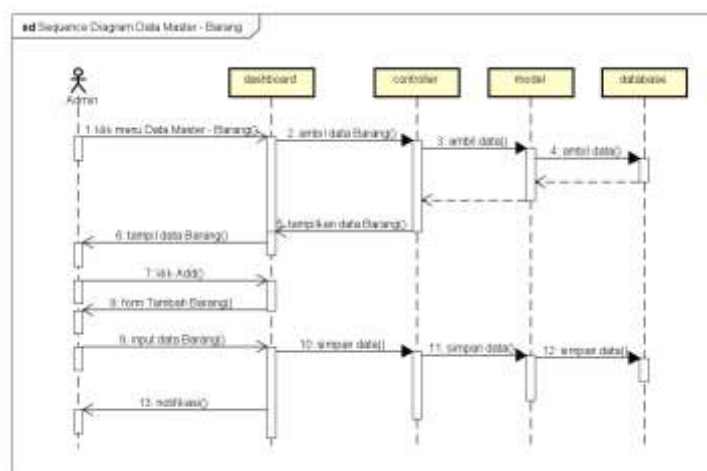 sd Sequence Diagram Data Master - Barang
Admin
dashboard
controller
model
database
1: klik menu Data Master - Barang()
2: ambil data Barang()
3: ambil data()
4: ambil data()
5: tampilkan data Barang()
6: tampil data Barang()
7: klik Add()
8: form Tambah Barang()
9: input data Barang()
10: simpan data()
11: simpan data()
12: simpan data()
13: notifikasi()